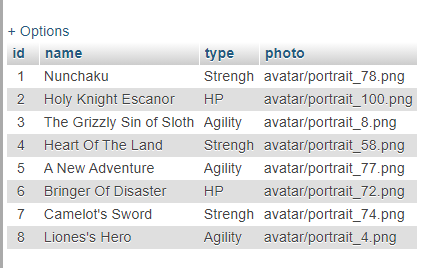 + Options
id name type photo
1 Nunchaku Strengh avatar/portrait_78.png
2 Holy Knight Escanor HP avatar/portrait_100.png
3 The Grizzly Sin of Sloth Agility avatar/portrait_8.png
4 Heart Of The Land Strengh avatar/portrait_58.png
5 A New Adventure Agility avatar/portrait_77.png
6 Bringer Of Disaster HP avatar/portrait_72.png
7 Camelot's Sword Strengh avatar/portrait_74.png
8 Liones's Hero Agility avatar/portrait_4.png